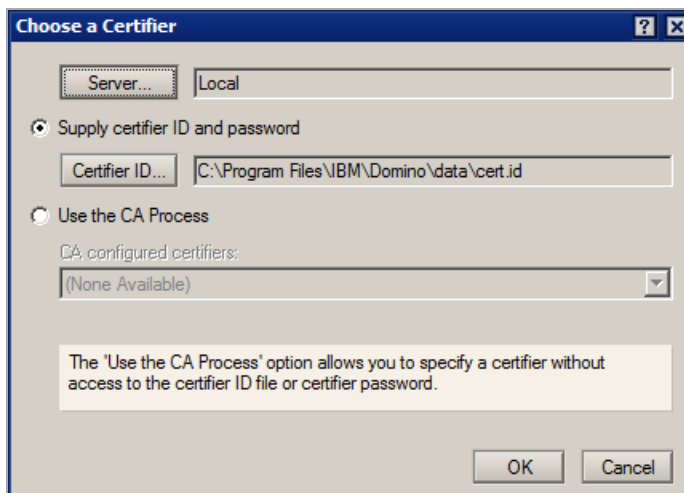 Choose a Certifier
?
Server... Local
Supply certifier ID and password
Certifier ID... C:\Program Files\IBM\Domino\data\cert.id
Use the CA Process
CA configured certifiers:
(None Available)
The 'Use the CA Process' option allows you to specify a certifier without
access to the certifier ID file or certifier password.
OK Cancel